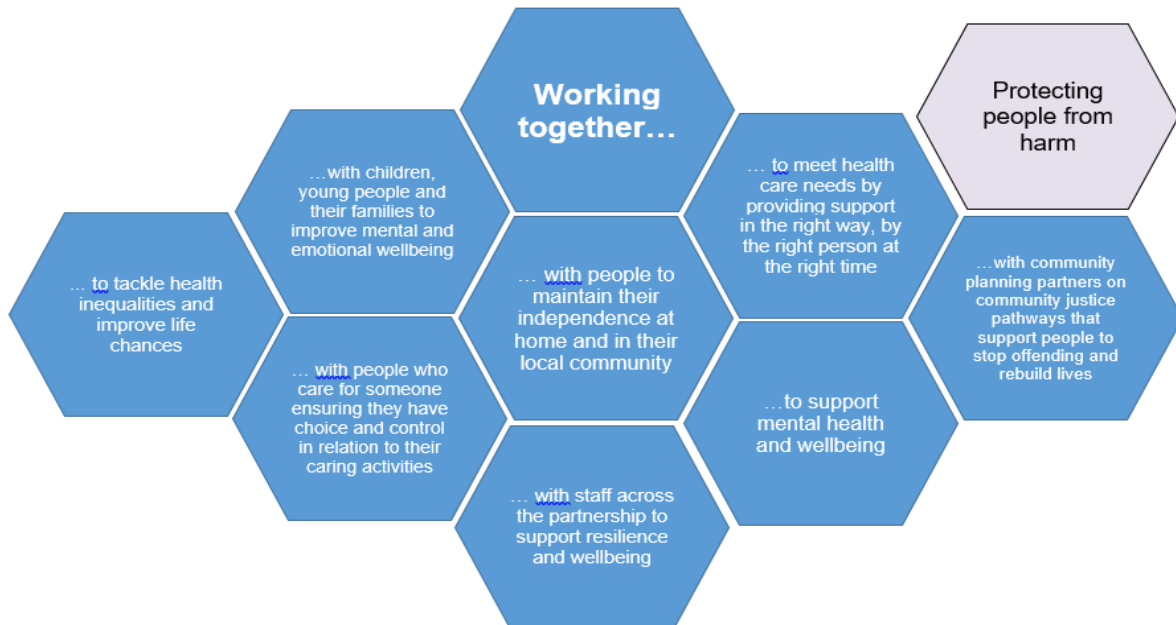 Working
together…
Protecting
people from
harm
…with children,
young people and
their families to
improve mental and
emotional wellbeing
… to meet health
care needs by
providing support
in the right way, by
the right person at
the right time
… to tackle health
inequalities and
improve life
chances
… with people to
maintain their
independence at
home and in their
local community
…with community
planning partners on
community justice
pathways that
support people to
stop offending and
rebuild lives
… with people who
care for someone
ensuring they have
choice and control
in relation to their
caring activities
…to support
mental health
and wellbeing
… with staff across
the partnership to
support resilience
and wellbeing